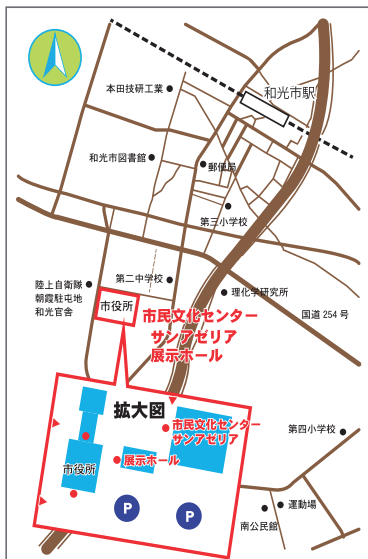 和光市駅
本田技研工業
和光市図書館
郵便局
第三小学校
陸上自衛隊
朝霞駐屯地
和光官舎
第二中学校
市役所
理化学研究所
市民文化センター
サンアゼリア
展示ホール
国道254号
拡大図
市民文化センター
サンアゼリア
展示ホール
市役所
P
P
第四小学校
運動場
南公民館